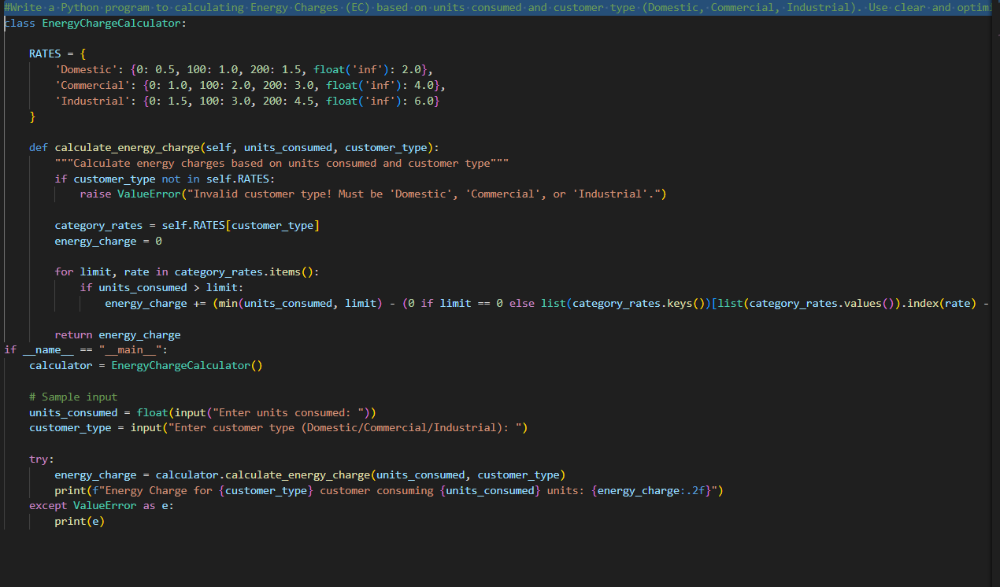 #Write a Python program to calculating Energy Charges (EC) based on units consumed and customer type (Domestic, Commercial, Industrial). Use clear and
class EnergyChargeCalculator:
    RATES = {
        'Domestic': {0: 0.5, 100: 1.0, 200: 1.5, float('inf'): 2.0},
        'Commercial': {0: 1.0, 100: 2.0, 200: 3.0, float('inf'): 4.0},
        'Industrial': {0: 1.5, 100: 3.0, 200: 4.5, float('inf'): 6.0}
    }
    def calculate_energy_charge(self, units_consumed, customer_type):
        """Calculate energy charges based on units consumed and customer type"""
        if customer_type not in self.RATES:
            raise ValueError("Invalid customer type! Must be 'Domestic', 'Commercial', or 'Industrial'.")
        category_rates = self.RATES[customer_type]
        energy_charge = 0
        for limit, rate in category_rates.items():
            if units_consumed > limit:
                energy_charge += (min(units_consumed, limit) - (0 if limit == 0 else list(category_rates.keys())[list(category_rates.values()).index(rate) -
        return energy_charge
if __name__ == "__main__":
    calculator = EnergyChargeCalculator()
    # Sample input
    units_consumed = float(input("Enter units consumed: "))
    customer_type = input("Enter customer type (Domestic/Commercial/Industrial): ")
    try:
        energy_charge = calculator.calculate_energy_charge(units_consumed, customer_type)
        print(f"Energy Charge for {customer_type} customer consuming {units_consumed} units: {energy_charge:.2f}")
    except ValueError as e:
        print(e)